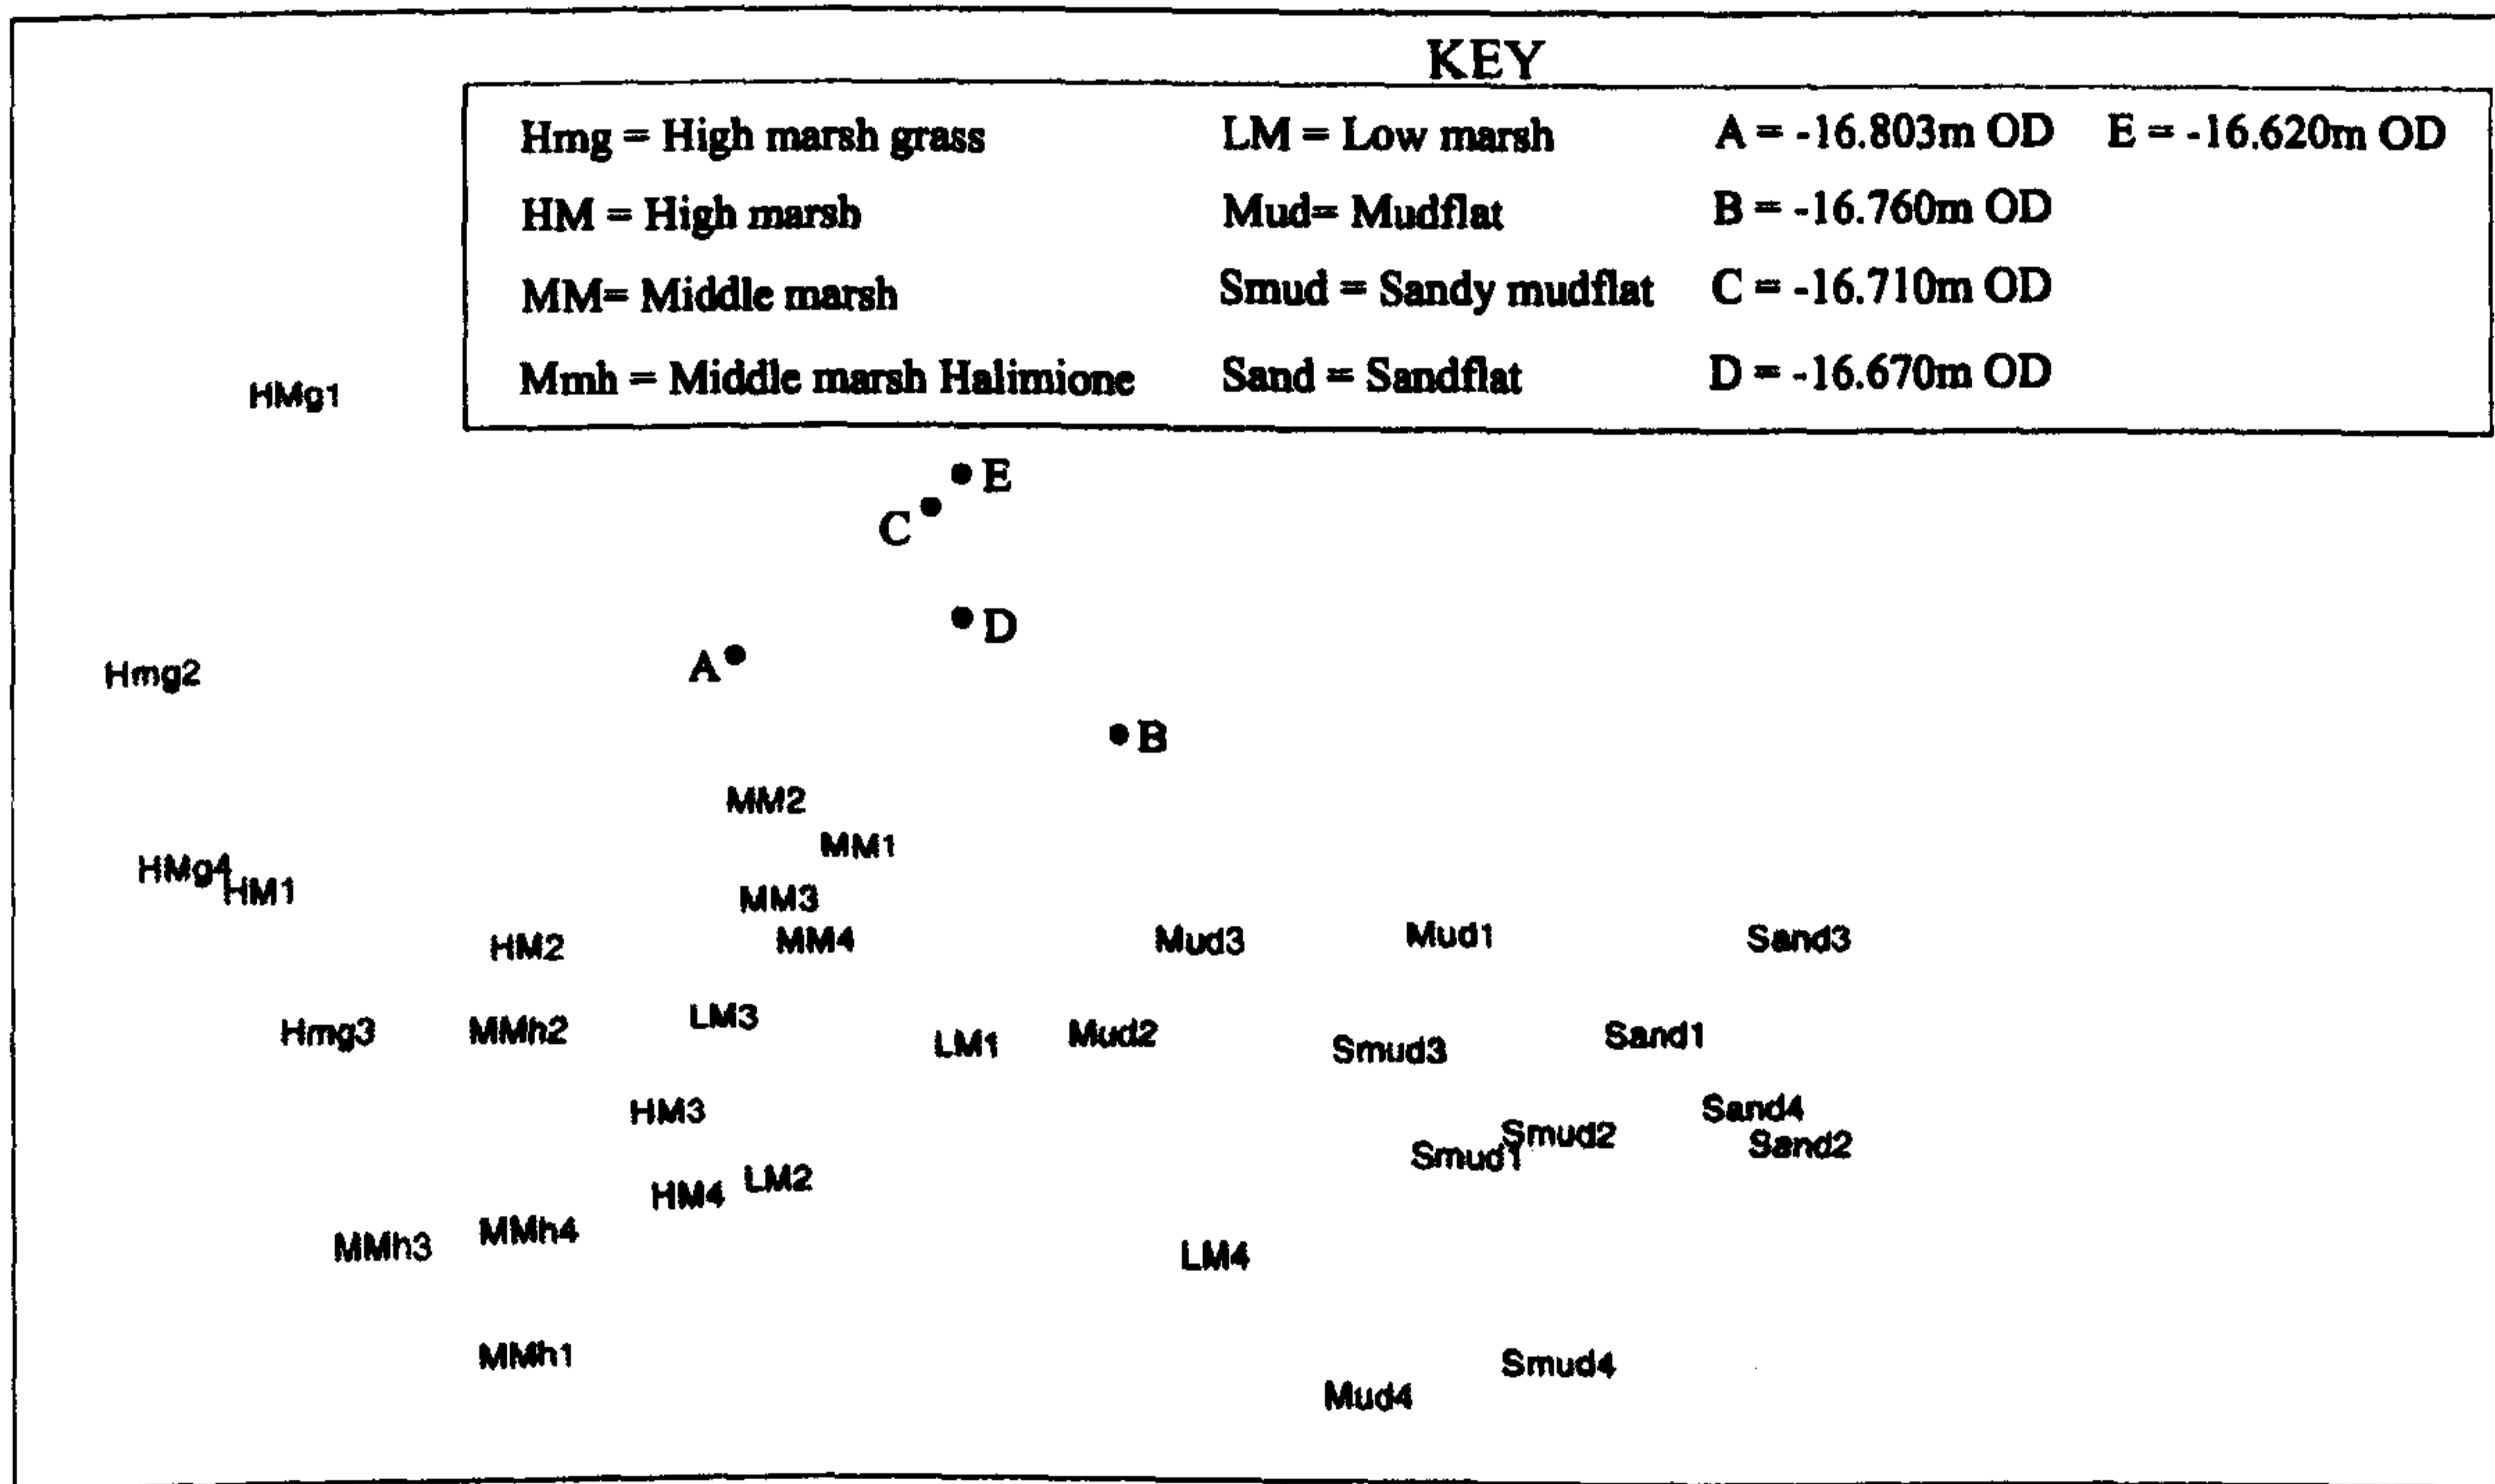 KEY
Hmg = High marsh grass LM = Low marsh A = -16.803m OD E = -16.620m OD
HM = High marsh Mud= Mudflat B = -16.760m OD
MM= Middle marsh Smud = Sandy mudflat C = -16.710m OD
Mmh = Middle marsh Halimione Sand = Sandflat D = -16.670m OD
HMg1
E
C
D
A
Hmg2
B
MM2
MM1
HMg4
HM1
MM3
HM2 MM4 Mud3 Mud1 Sand3
LM3
Hmg3 MMh2 LM1 Mud2 Smud3 Sand1
HM3 Sand4
Smud2 Sand2
Smud1
LM2
HM4
MMh4
MMh3 LM4
MMh1 Smud4
Mud4